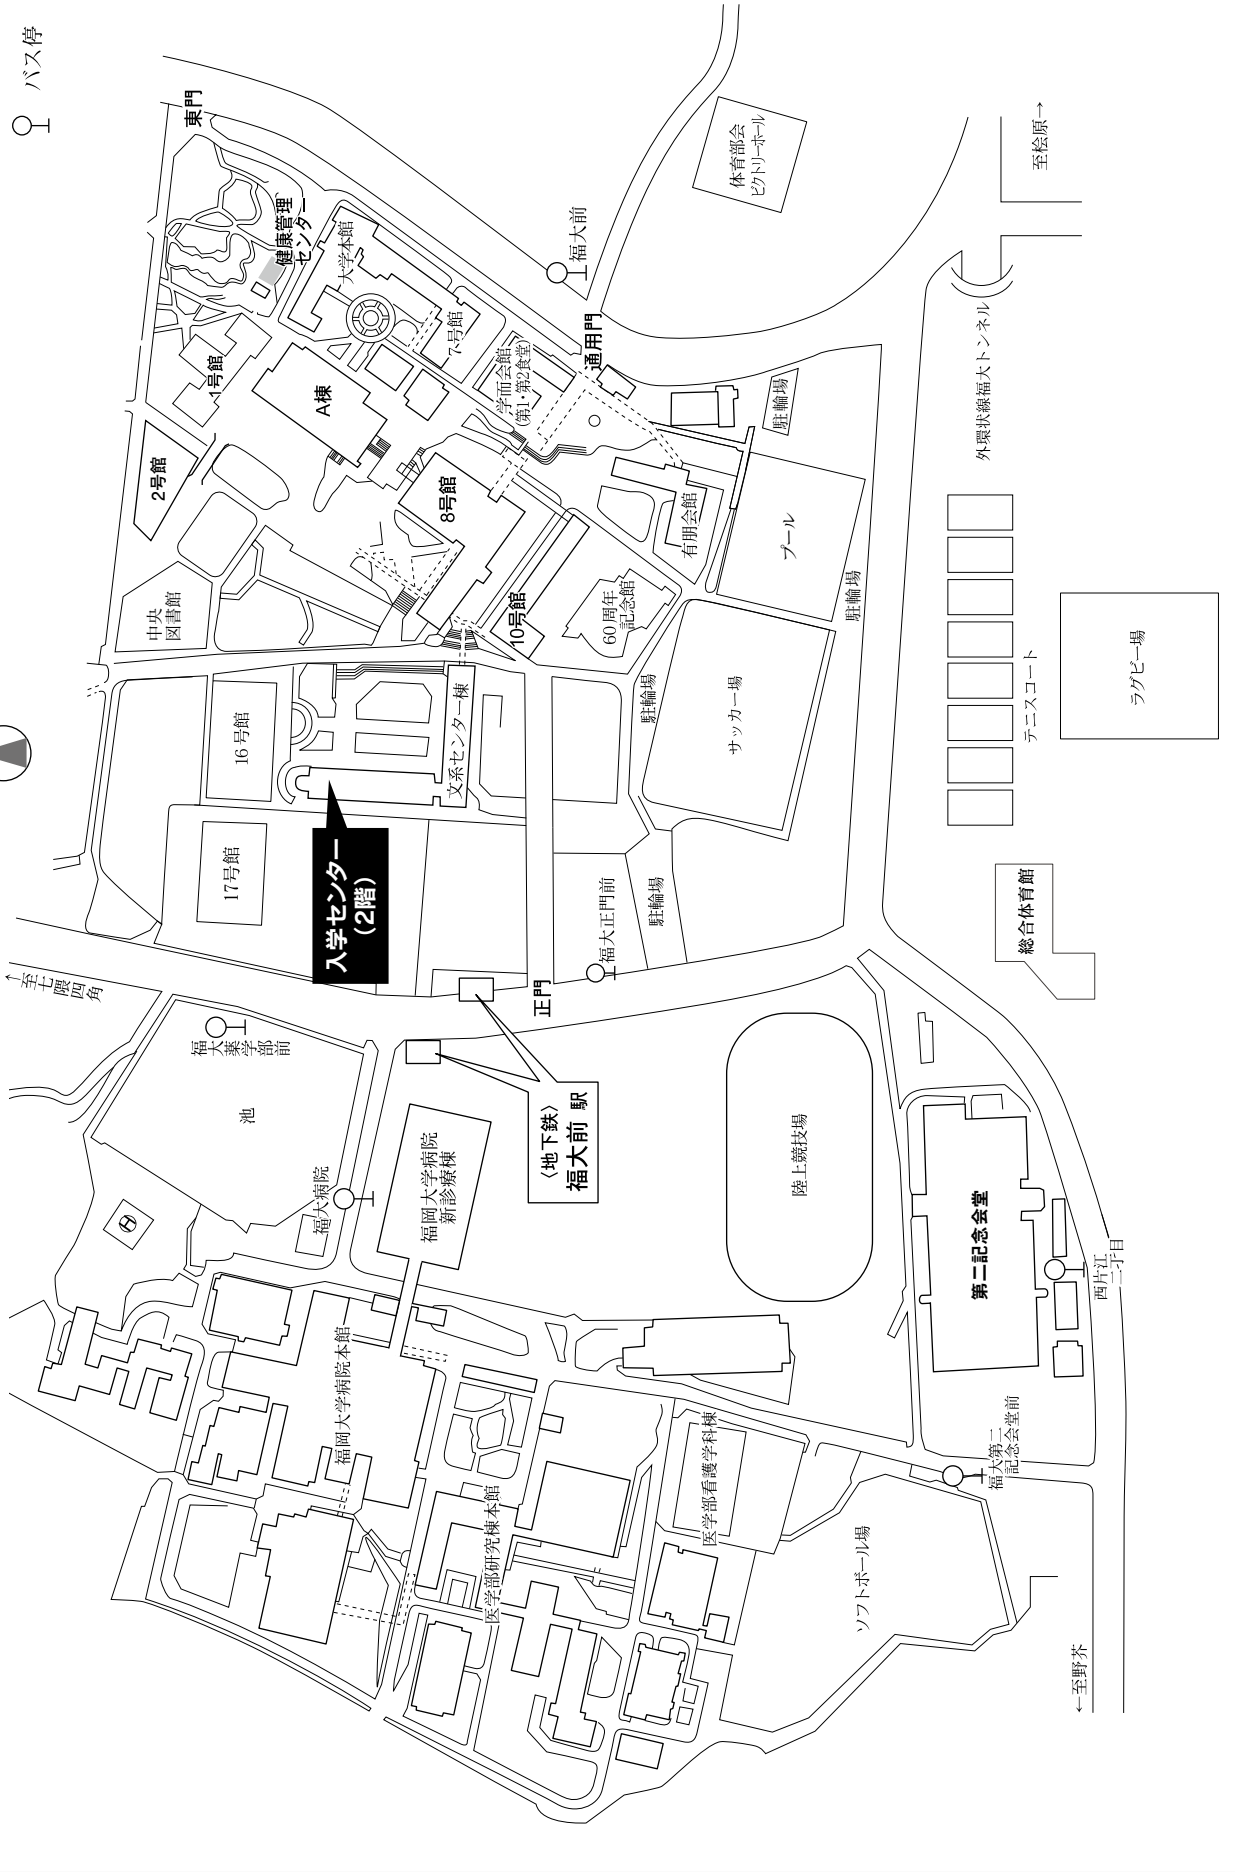 バス停
東門
健康管理
センター
大学本館
1号館
A棟
7号館
学而会館
(第1・第2食堂)
通用門
福大前
体育部会
ビクトリーホール
至桧原→
外環状線福大トンネル
2号館
8号館
中央
図書館
10号館
60周年
記念館
有朋会館
プール
駐輪場
駐輪場
駐輪場
サッカー場
テニスコート
ラグビー場
16号館
文系センター棟
17号館
入学センター
(2階)
駐輪場
福大正門前
正門
総合体育館
←至七隈四角
福大薬学部前
池
〈地下鉄〉
福大前 駅
福大病院
福岡大学病院
新診療棟
陸上競技場
第二記念会堂
西片江
二丁目
H
福岡大学病院本館
医学部研究棟本館
医学部看護学科棟
福大第二
記念会堂前
ソフトボール場
←至野芥